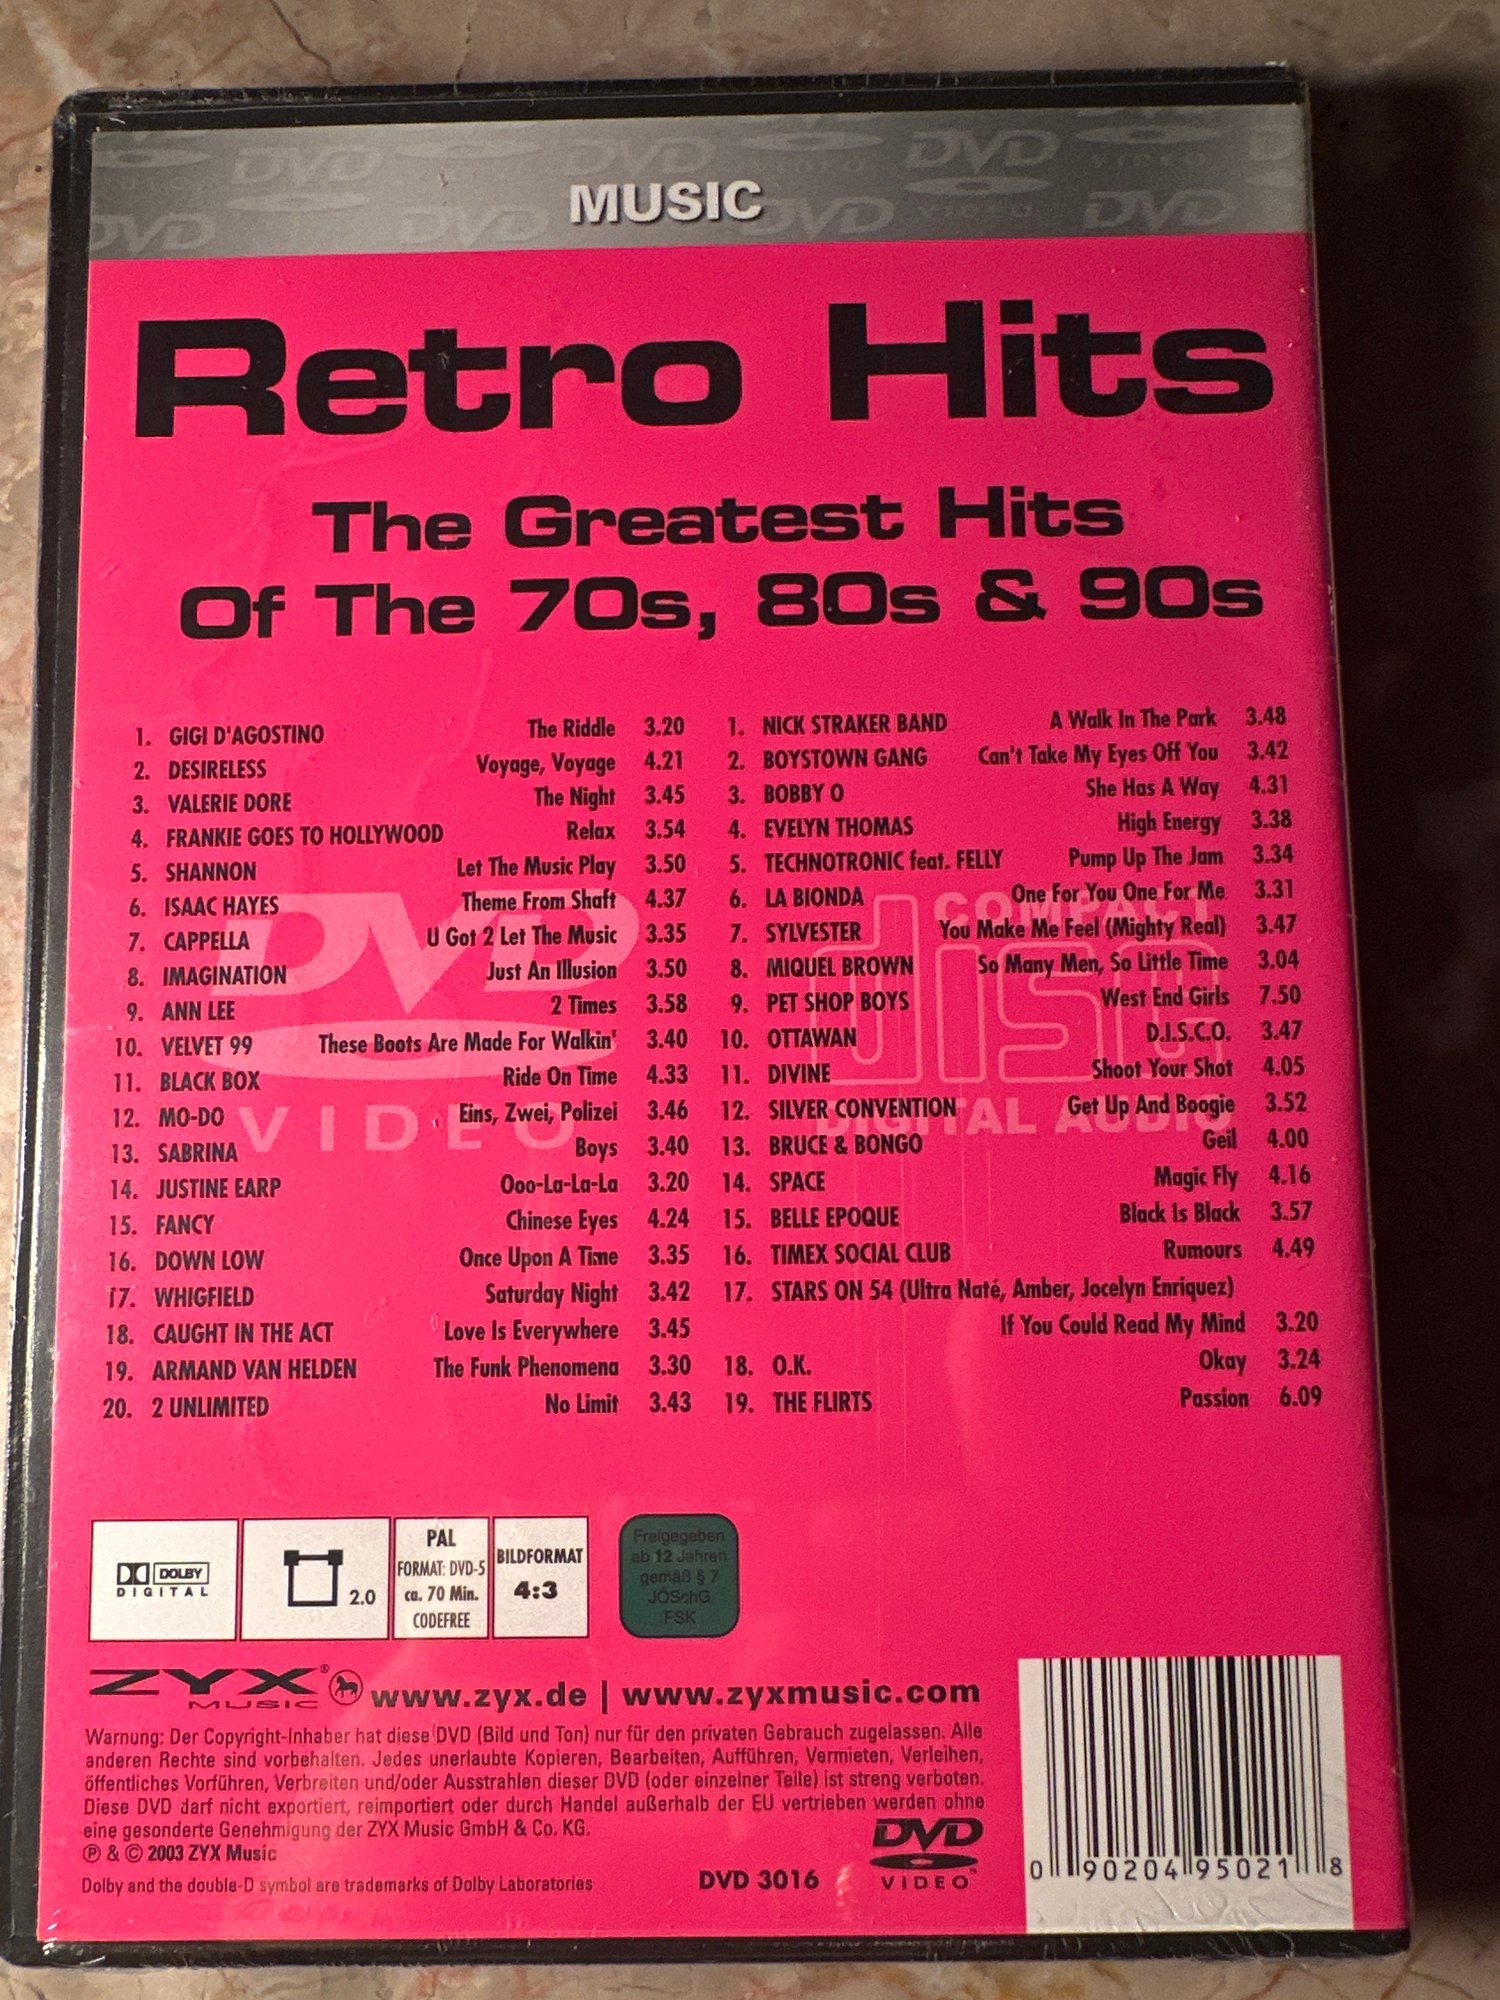 MUSIC
Retro Hits
The Greatest Hits
Of The 70s, 80s & 90s
1. GIGI D'AGOSTINO The Riddle 3.20
2. DESIRELESS Voyage, Voyage 4.21
3. VALERIE DORE The Night 3.45
4. FRANKIE GOES TO HOLLYWOOD Relax 3.54
5. SHANNON Let The Music Play 3.50
6. ISAAC HAYES Theme From Shaft 4.37
7. CAPPELLA U Got 2 Let The Music 3.35
8. IMAGINATION Just An Illusion 3.50
9. ANN LEE 2 Times 3.58
10. VELVET 99 These Boots Are Made For Walkin' 3.40
11. BLACK BOX Ride On Time 4.33
12. MO-DO Eins, Zwei, Polizei 3.46
13. SABRINA Boys 3.40
14. JUSTINE EARP Ooo-La-La-La 3.20
15. FANCY Chinese Eyes 4.24
16. DOWN LOW Once Upon A Time 3.35
17. WHIGFIELD Saturday Night 3.42
18. CAUGHT IN THE ACT Love Is Everywhere 3.45
19. ARMAND VAN HELDEN The Funk Phenomena 3.30
20. 2 UNLIMITED No Limit 3.43
1. NICK STRAKER BAND A Walk In The Park 3.48
2. BOYSTOWN GANG Can't Take My Eyes Off You 3.42
3. BOBBY O She Has A Way 4.31
4. EVELYN THOMAS High Energy 3.38
5. TECHNOTRONIC feat. FELLY Pump Up The Jam 3.34
6. LA BIONDA One For You One For Me 3.31
7. SYLVESTER You Make Me Feel (Mighty Real) 3.47
8. MIQUEL BROWN So Many Men, So Little Time 3.04
9. PET SHOP BOYS West End Girls 7.50
10. OTTAWAN D.I.S.C.O. 3.47
11. DIVINE Shoot Your Shot 4.05
12. SILVER CONVENTION Get Up And Boogie 3.52
13. BRUCE & BONGO Geil 4.00
14. SPACE Magic Fly 4.16
15. BELLE EPOQUE Black Is Black 3.57
16. TIMEX SOCIAL CLUB Rumours 4.49
17. STARS ON 54 (Ultra Naté, Amber, Jocelyn Enriquez)
If You Could Read My Mind 3.20
18. O.K. Okay 3.24
19. THE FLIRTS Passion 6.09
DVD
VIDEO
COMPACT
disc
DIGITAL AUDIO
DOLBY
DIGITAL
2.0
PAL
FORMAT: DVD-5
ca. 70 Min.
CODEFREE
BILDFORMAT
4:3
Freigegeben
ab 12 Jahren
gemäß § 7
JÖSchG
FSK
ZYX
MUSIC
www.zyx.de | www.zyxmusic.com
Warnung: Der Copyright-Inhaber hat diese DVD (Bild und Ton) nur für den privaten Gebrauch zugelassen. Alle
anderen Rechte sind vorbehalten. Jedes unerlaubte Kopieren, Bearbeiten, Aufführen, Vermieten, Verleihen,
öffentliches Vorführen, Verbreiten und/oder Ausstrahlen dieser DVD (oder einzelner Teile) ist streng verboten.
Diese DVD darf nicht exportiert, reimportiert oder durch Handel außerhalb der EU vertrieben werden ohne
eine gesonderte Genehmigung der ZYX Music GmbH & Co. KG.
℗ & © 2003 ZYX Music
Dolby and the double-D symbol are trademarks of Dolby Laboratories
DVD 3016
DVD
VIDEO
0 90204 95021 8